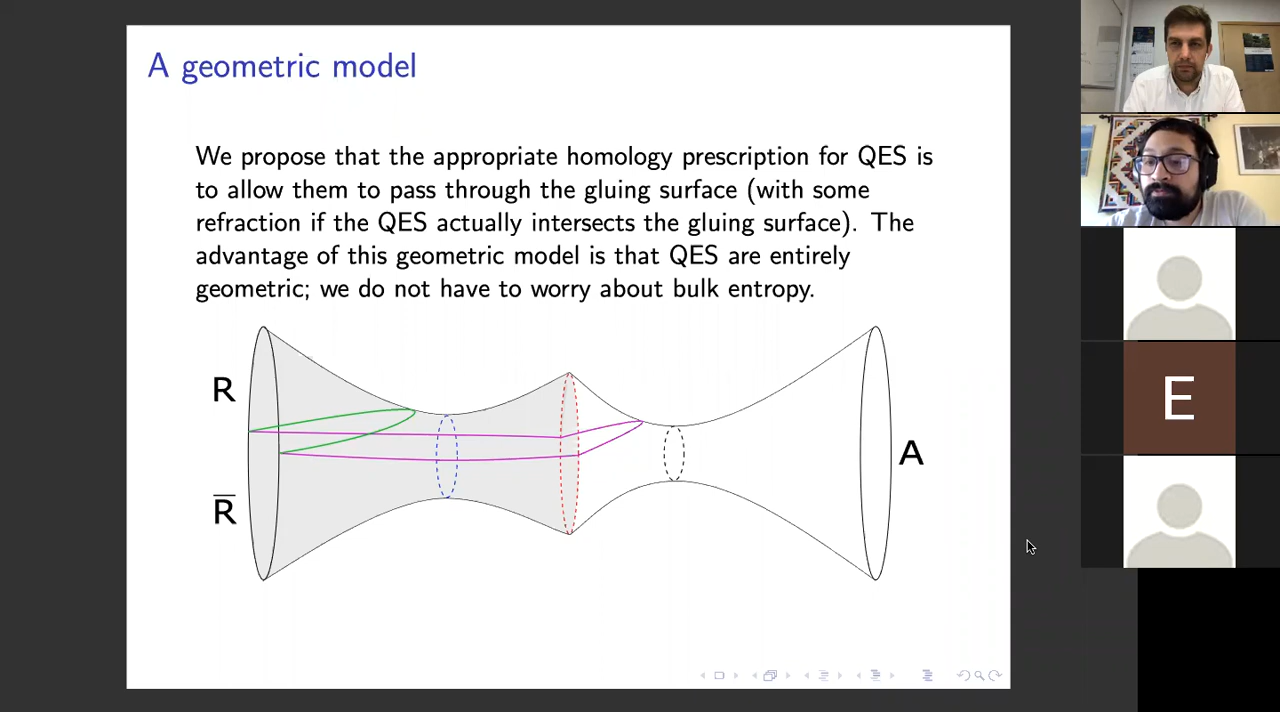 A geometric model
We propose that the appropriate homology prescription for QES is
to allow them to pass through the gluing surface (with some
refraction if the QES actually intersects the gluing surface). The
advantage of this geometric model is that QES are entirely
geometric; we do not have to worry about bulk entropy.
R
R̅
A
E